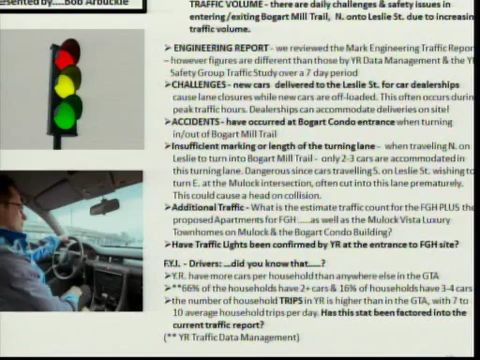 esented by.....Bob Arbuckle
TRAFFIC VOLUME - there are daily challenges & safety issues in
entering/exiting Bogart Mill Trail, N. onto Leslie St. due to increasin
traffic volume.
➢ ENGINEERING REPORT - we reviewed the Mark Engineering Traffic Repor
– however figures are different than those by YR Data Management & the Y
Safety Group Traffic Study over a 7 day period
➢CHALLENGES - new cars delivered to the Leslie St. for car dealerships
cause lane closures while new cars are off-loaded. This often occurs durin
peak traffic hours. Dealerships can accommodate deliveries on site!
➢ACCIDENTS – have occurred at Bogart Condo entrance when turning
in/out of Bogart Mill Trail
➢Insufficient marking or length of the turning lane - when traveling N. on
Leslie to turn into Bogart Mill Trail - only 2-3 cars are accommodated in
this turning lane. Dangerous since cars travelling S. on Leslie St. wishing to
turn E. at the Mulock intersection, often cut into this lane prematurely.
This could cause a head on collision.
➢Additional Traffic - What is the estimate traffic count for the FGH PLUS the
proposed Apartments for FGH .....as well as the Mulock Vista Luxury
Townhomes on Mulock & the Bogart Condo Building?
➢Have Traffic Lights been confirmed by YR at the entrance to FGH site?
F.Y.I. - Drivers: ...did you know that.....?
➢Y.R. have more cars per household than anywhere else in the GTA
➢**66% of the households have 2+ cars & 16% of households have 3-4 cars
➢the number of household TRIPS in YR is higher than in the GTA, with 7 to
10 average household trips per day. Has this stat been factored into the
current traffic report?
(** YR Traffic Data Management)